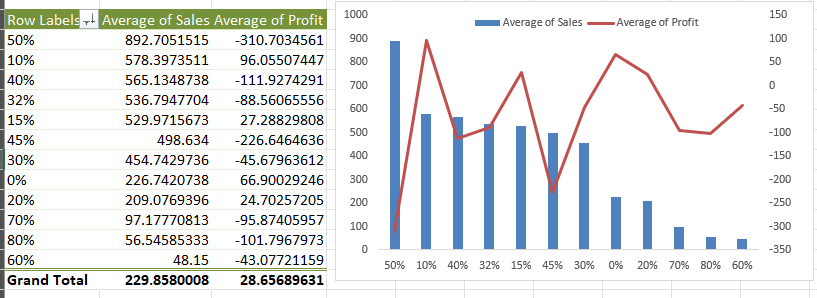 Row Labels Average of Sales Average of Profit
50% 892.7051515 -310.7034561
10% 578.3973511 96.05507447
40% 565.1348738 -111.9274291
32% 536.7947704 -88.56065556
15% 529.9715673 27.28829808
45% 498.634 -226.6464636
30% 454.7429736 -45.67963612
0% 226.7420738 66.90029246
20% 209.0769396 24.70257205
70% 97.17770813 -95.87405957
80% 56.54585333 -101.7967973
60% 48.15 -43.07721159
Grand Total 229.8580008 28.65689631
Average of Sales Average of Profit
1000 150
900 100
800 50
700 0
600 -50
500 -100
400 -150
300 -200
200 -250
100 -300
0 -350
50% 10% 40% 32% 15% 45% 30% 0% 20% 70% 80% 60%